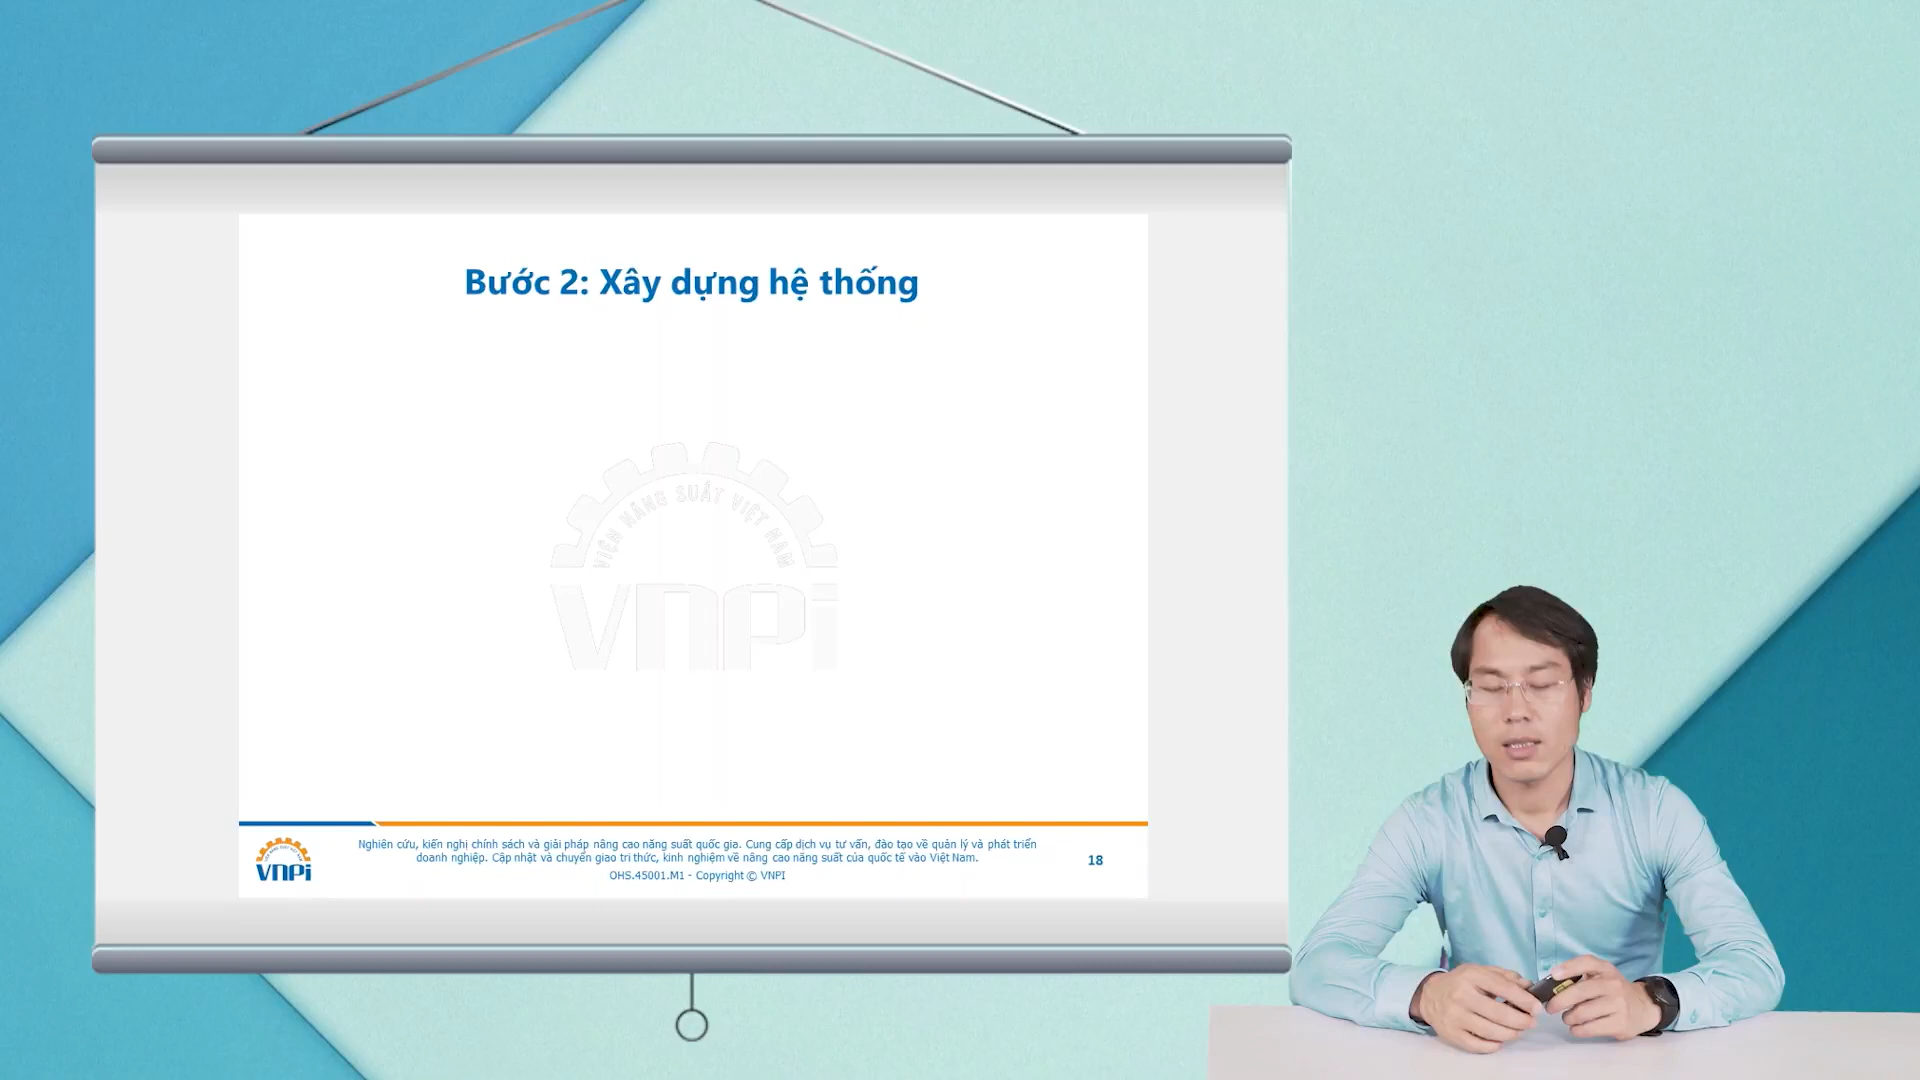 Bước 2: Xây dựng hệ thống
VIỆN NĂNG SUẤT VIỆT NAM
VNPi
Nghiên cứu, kiến nghị chính sách và giải pháp nâng cao năng suất quốc gia. Cung cấp dịch vụ tư vấn, đào tạo về quản lý và phát triển
doanh nghiệp. Cập nhật và chuyển giao tri thức, kinh nghiệm về nâng cao năng suất của quốc tế vào Việt Nam.
OHS.45001.M1 - Copyright © VNPI
VNPi
18